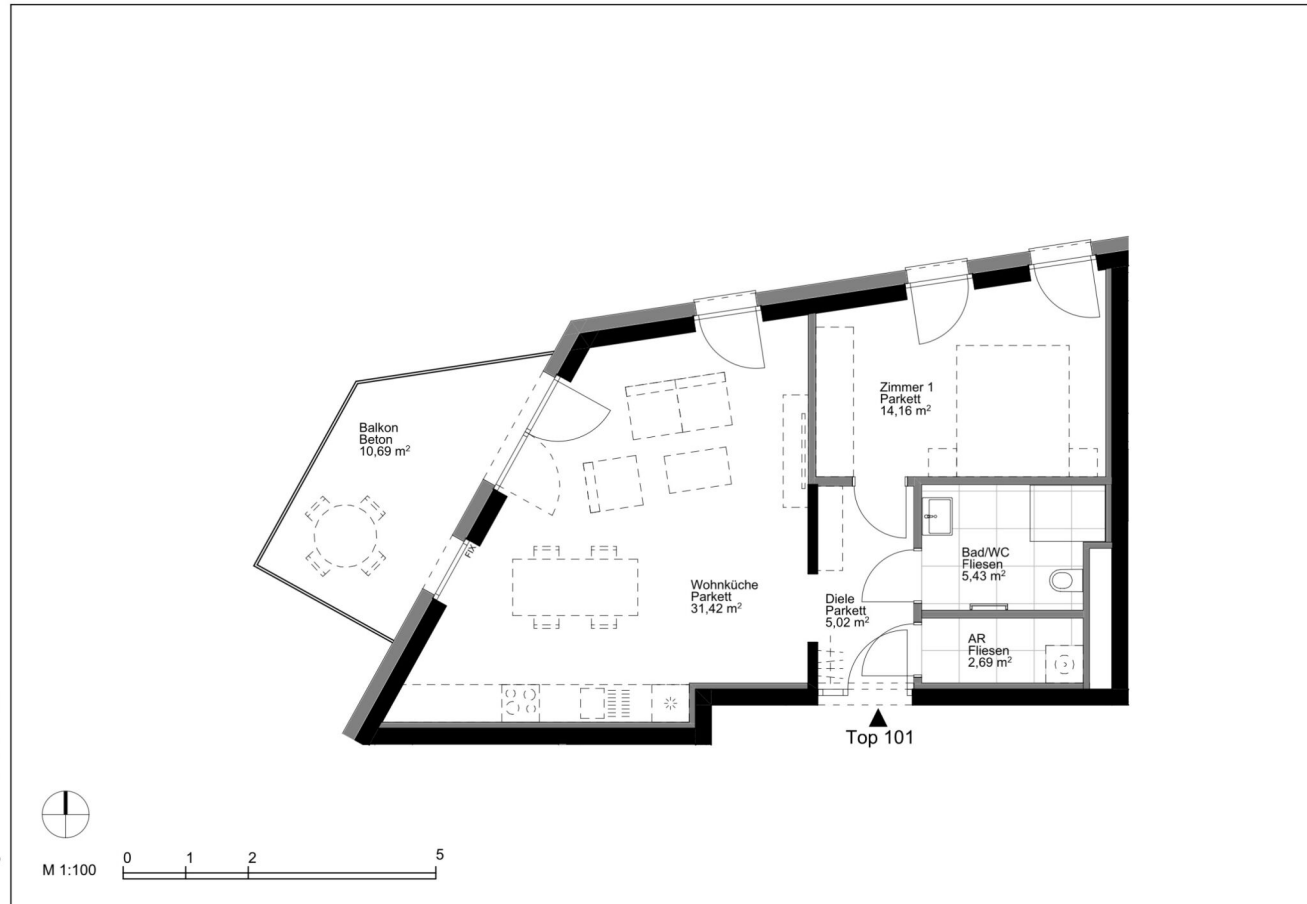 Zimmer 1
Parkett
14,16 m²
Balkon
Beton
10,69 m²
FIX
Wohnküche
Parkett
31,42 m²
Diele
Parkett
5,02 m²
Bad/WC
Fliesen
5,43 m²
AR
Fliesen
2,69 m²
Top 101
M 1:100
0 1 2 5